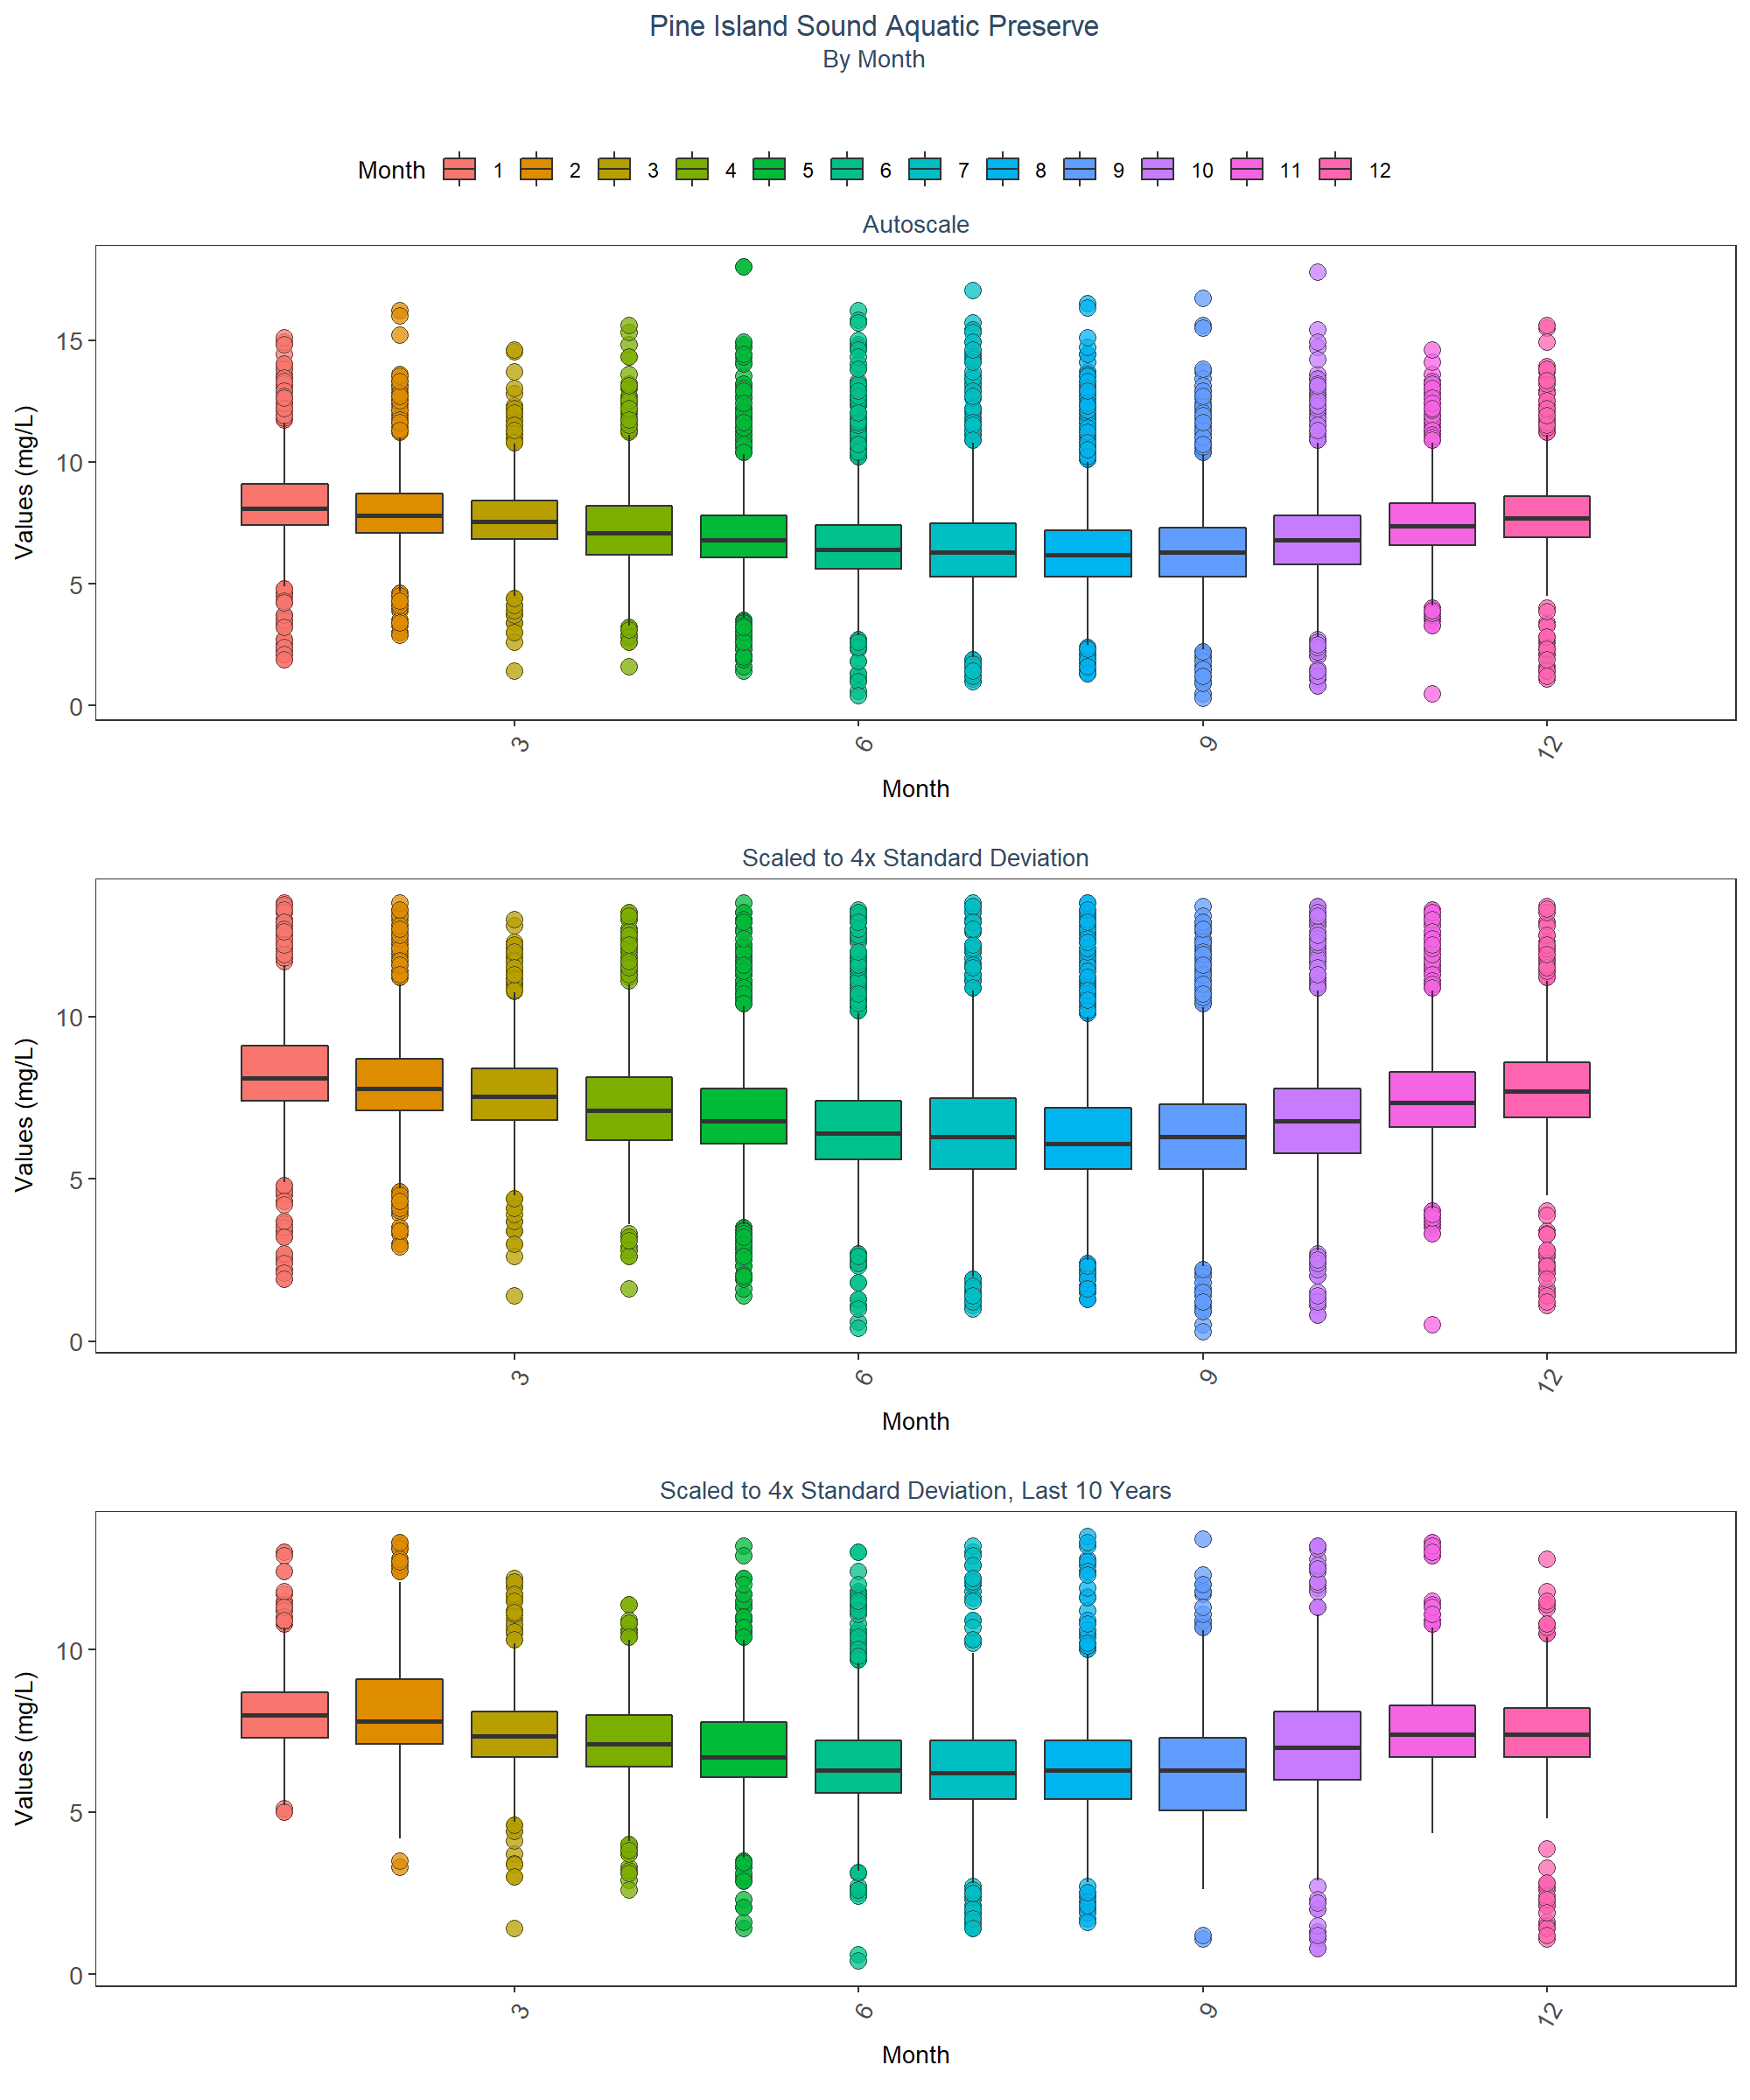 Pine Island Sound Aquatic Preserve
By Month
Month 1 2 3 4 5 6 7 8 9 10 11 12
Autoscale
Values (mg/L)
15
10
5
0
3 6 9 12
Month
Scaled to 4x Standard Deviation
Values (mg/L)
10
5
0
3 6 9 12
Month
Scaled to 4x Standard Deviation, Last 10 Years
Values (mg/L)
10
5
0
3 6 9 12
Month